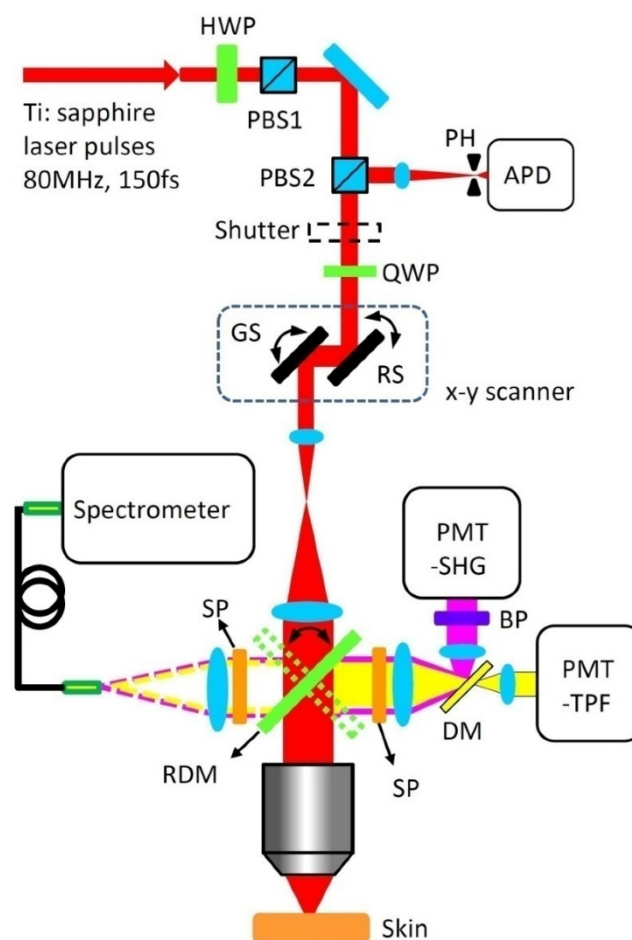 HWP
Ti: sapphire
laser pulses
80MHz, 150fs
PBS1
PH
APD
PBS2
Shutter
QWP
GS
RS
x-y scanner
Spectrometer
PMT
-SHG
SP
BP
PMT
-TPF
DM
RDM
SP
Skin